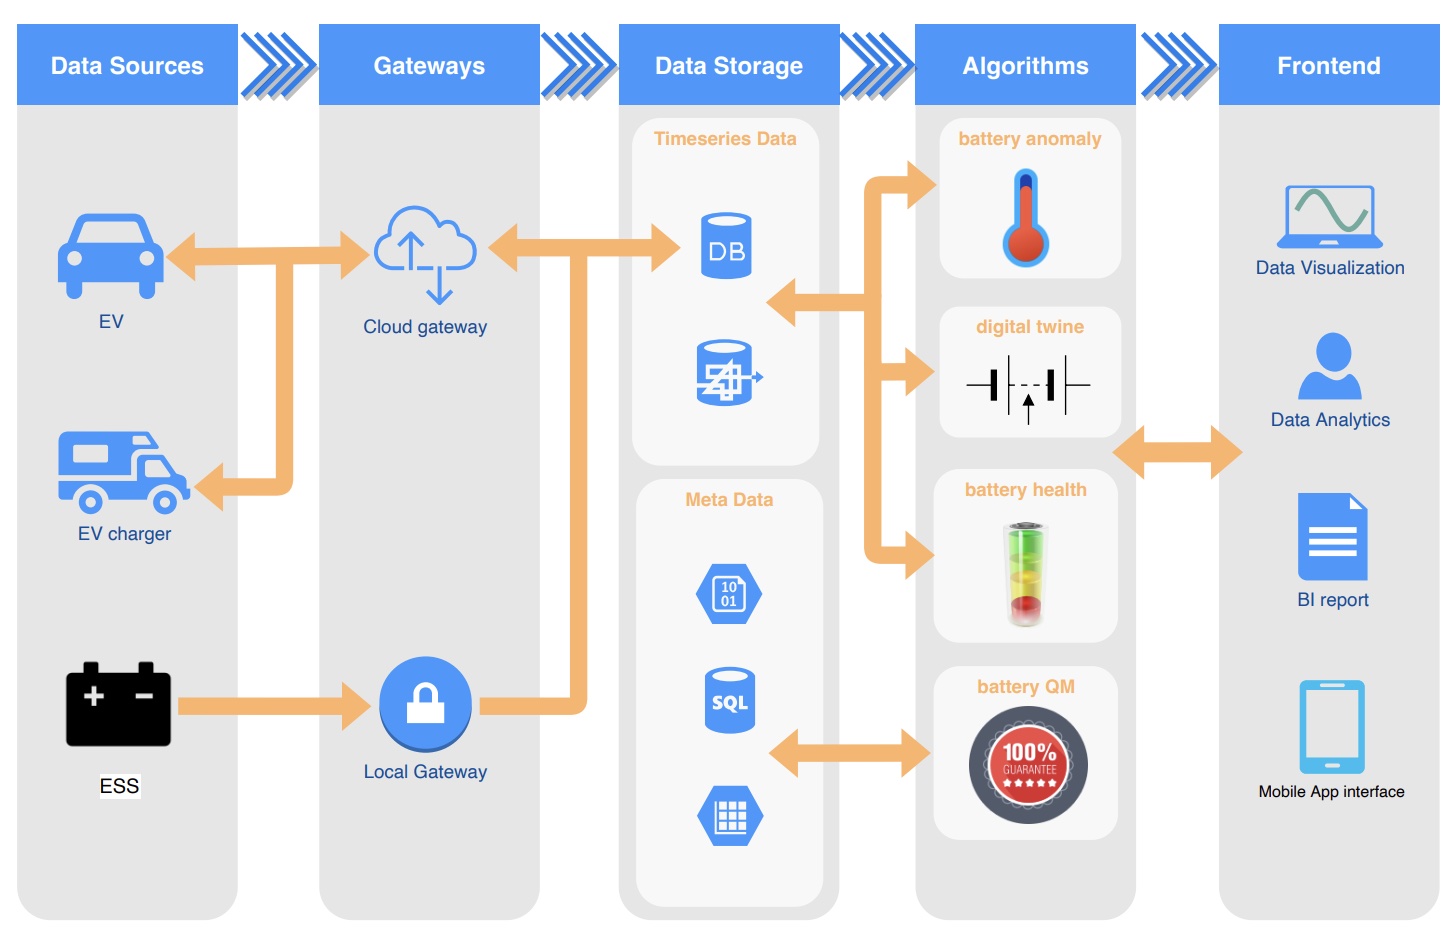 Data Sources
Gateways
Data Storage
Algorithms
Frontend
EV
EV charger
ESS
Cloud gateway
Local Gateway
Timeseries Data
DB
Meta Data
10
01
SQL
battery anomaly
digital twine
battery health
battery QM
100%
GUARANTEE
Data Visualization
Data Analytics
BI report
Mobile App interface